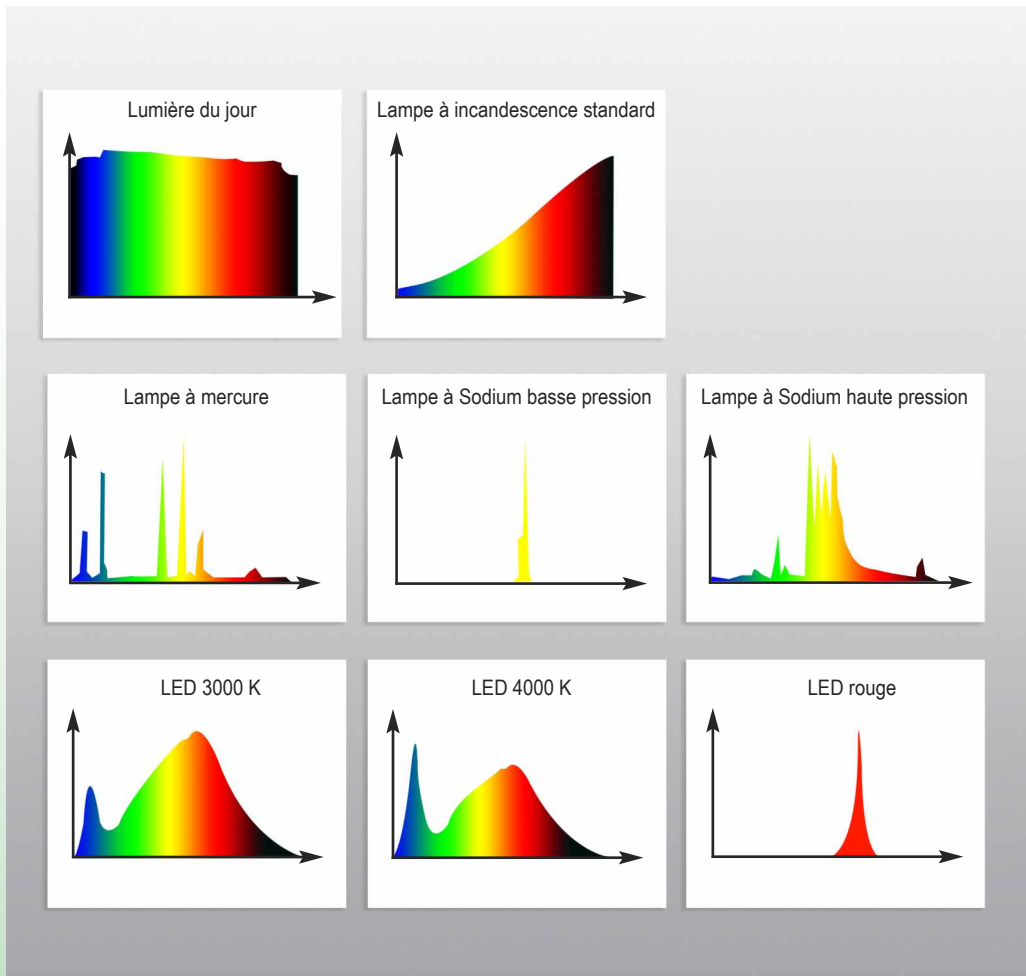 Lumière du jour
Lampe à incandescence standard
Lampe à mercure
Lampe à Sodium basse pression
Lampe à Sodium haute pression
LED 3000 K
LED 4000 K
LED rouge